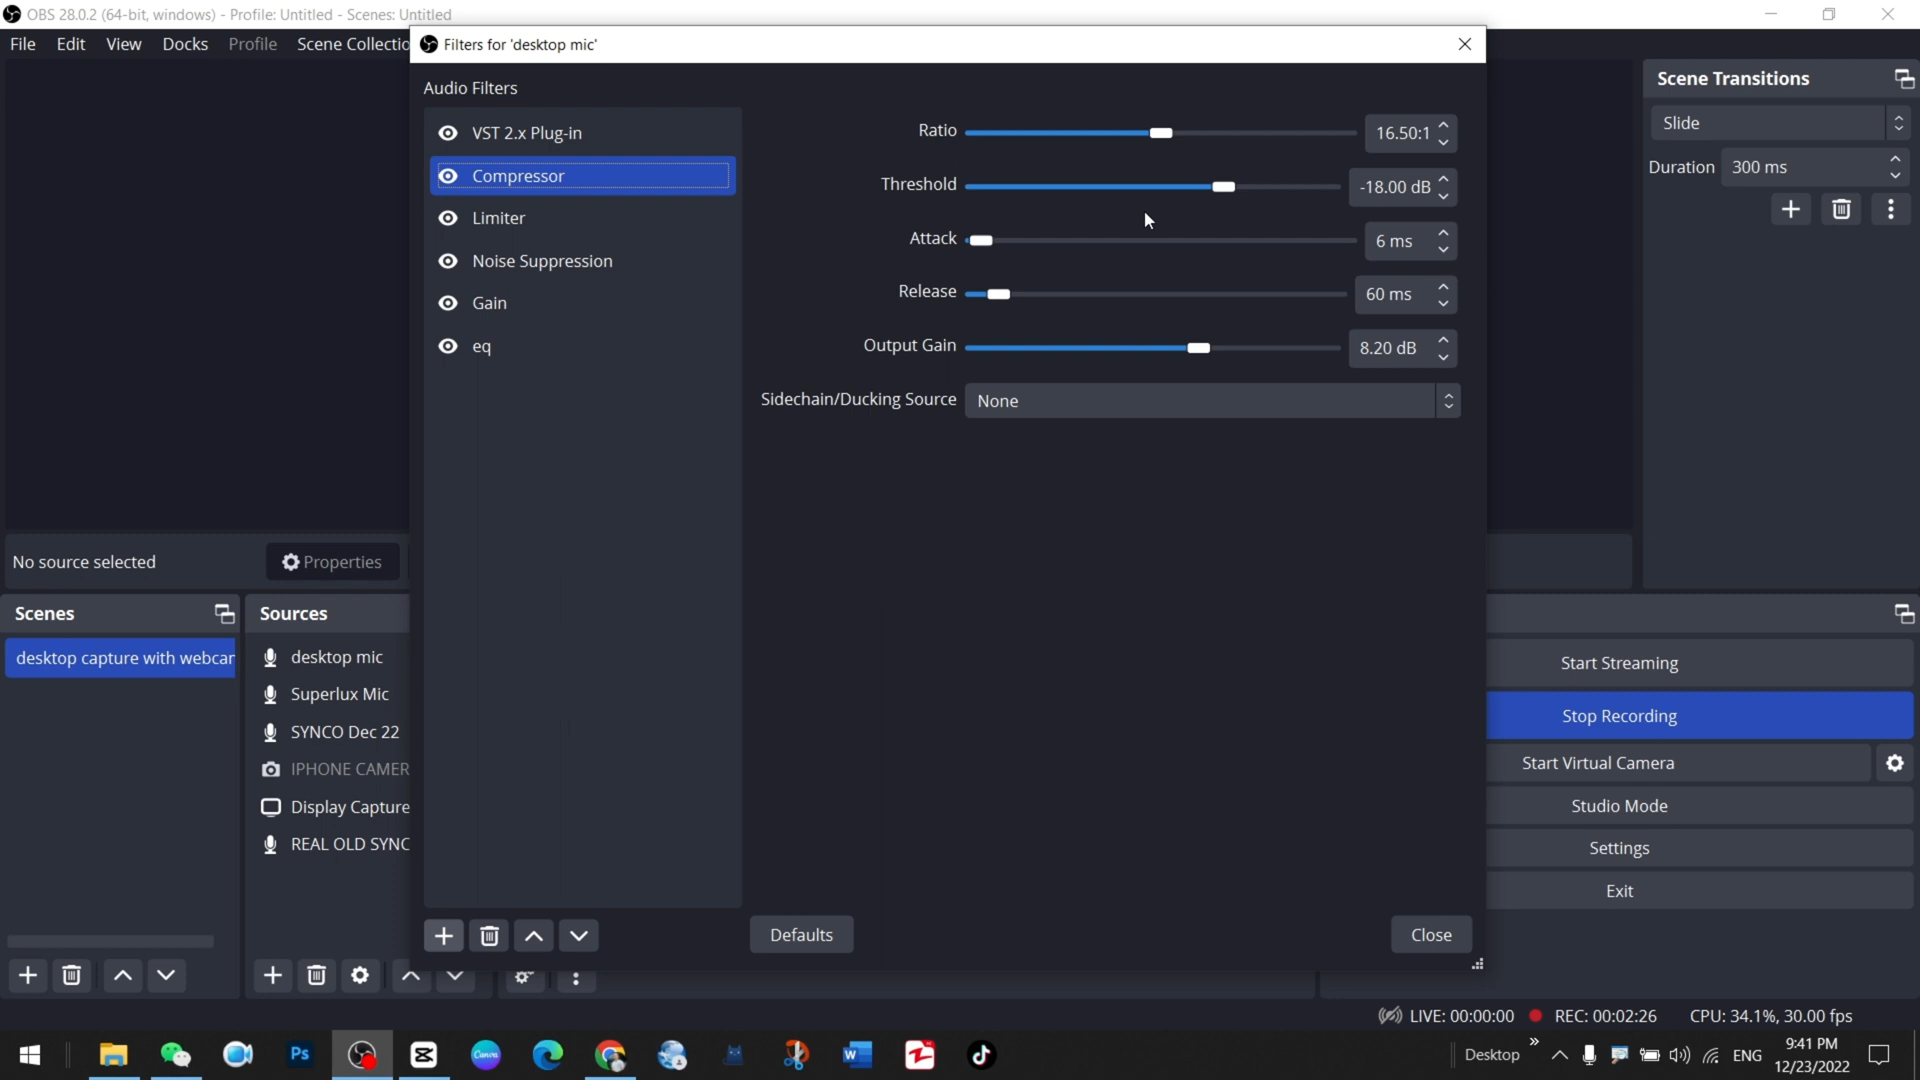 OBS 28.0.2 (64-bit, windows) - Profile: Untitled - Scenes: Untitled
File Edit View Docks Profile Scene Collectio
Filters for 'desktop mic'
Audio Filters
VST 2.x Plug-in
Compressor
Limiter
Noise Suppression
Gain
eq
Ratio 16.50:1
Threshold -18.00 dB
Attack 6 ms
Release 60 ms
Output Gain 8.20 dB
Sidechain/Ducking Source None
Defaults
Close
Scene Transitions
Slide
Duration 300 ms
No source selected
Properties
Scenes
desktop capture with webcar
Sources
desktop mic
Superlux Mic
SYNCO Dec 22
IPHONE CAMER
Display Capture
REAL OLD SYNC
Start Streaming
Stop Recording
Start Virtual Camera
Studio Mode
Settings
Exit
LIVE: 00:00:00 REC: 00:02:26 CPU: 34.1%, 30.00 fps
Ps
Canva
Desktop
ENG
9:41 PM
12/23/2022